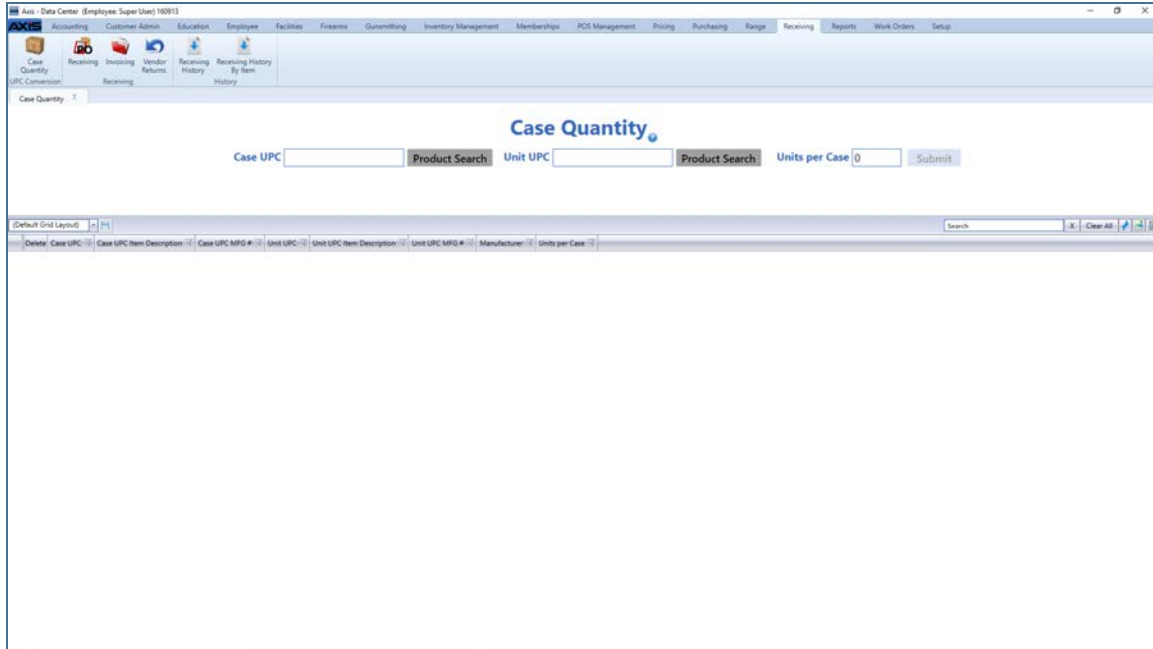 Axis - Data Center (Employee: Super User) 160913
AXIS Accounting Customer Admin Education Employee Facilities Firearms Gunsmithing Inventory Management Memberships POS Management Pricing Purchasing Range Receiving Reports Work Orders Setup
Case Quantity
Receiving
Invoicing
Vendor Returns
Receiving History
Receiving History By Item
UPC Conversion Receiving History
Case Quantity X
Case Quantity
Case UPC Product Search Unit UPC Product Search Units per Case 0 Submit
(Default Grid Layout) Search X Clear All
Delete Case UPC Case UPC Item Description Case UPC MFG # Unit UPC Unit UPC Item Description Unit UPC MFG # Manufacturer Units per Case